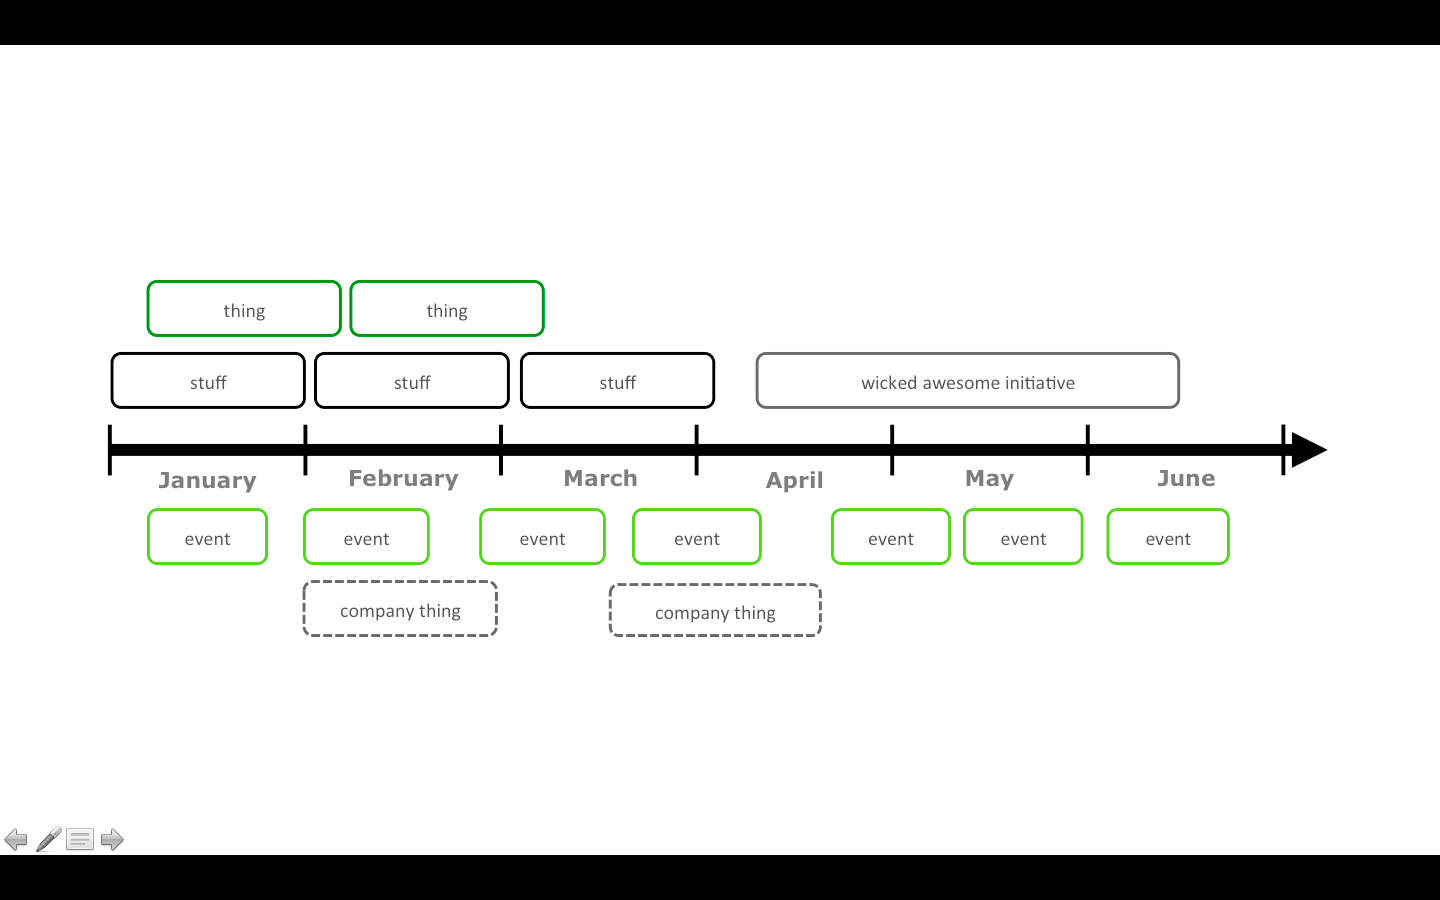 thing
thing
stuff
stuff
stuff
wicked awesome initiative
January
February
March
April
May
June
event
event
event
event
event
event
event
company thing
company thing